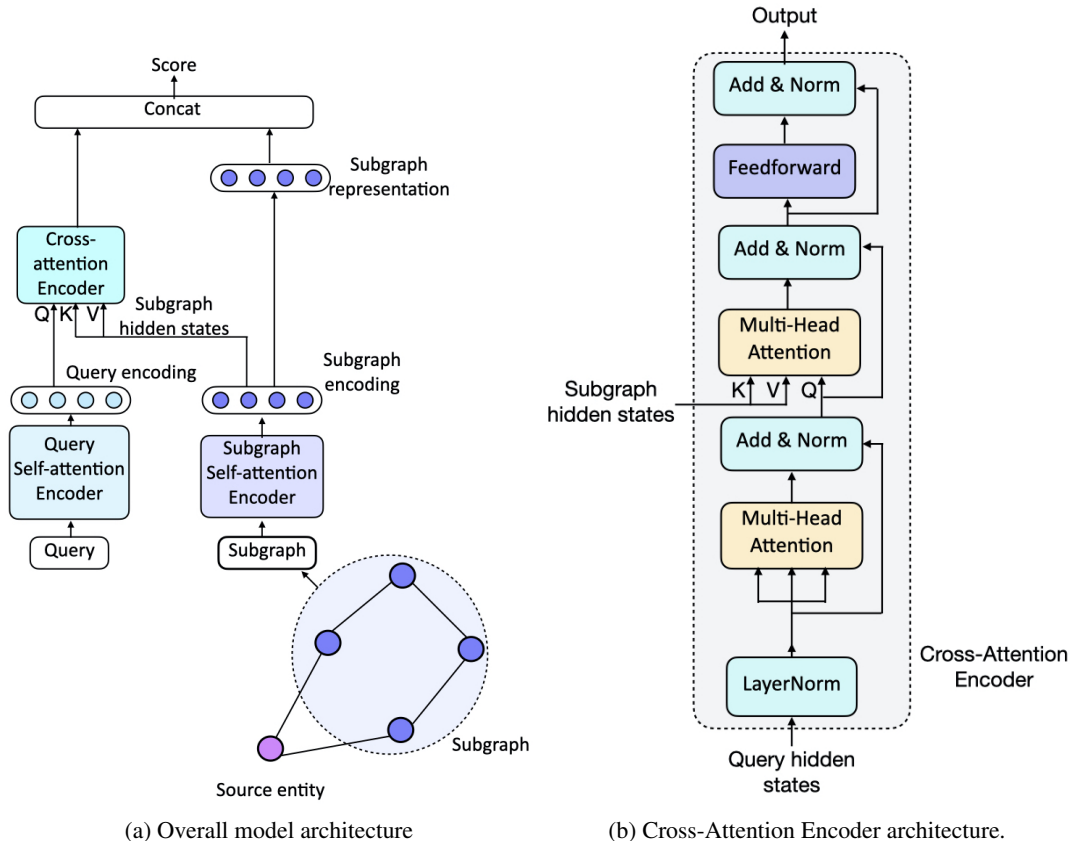 Score
Concat
Subgraph
representation
Cross-
attention
Encoder
Q K V
Subgraph
hidden states
Query encoding
Subgraph
encoding
Query
Self-attention
Encoder
Subgraph
Self-attention
Encoder
Query
Subgraph
Subgraph
Source entity
(a) Overall model architecture
Output
Add & Norm
Feedforward
Add & Norm
Multi-Head
Attention
K V Q
Subgraph
hidden states
Add & Norm
Multi-Head
Attention
LayerNorm
Cross-Attention
Encoder
Query hidden
states
(b) Cross-Attention Encoder architecture.